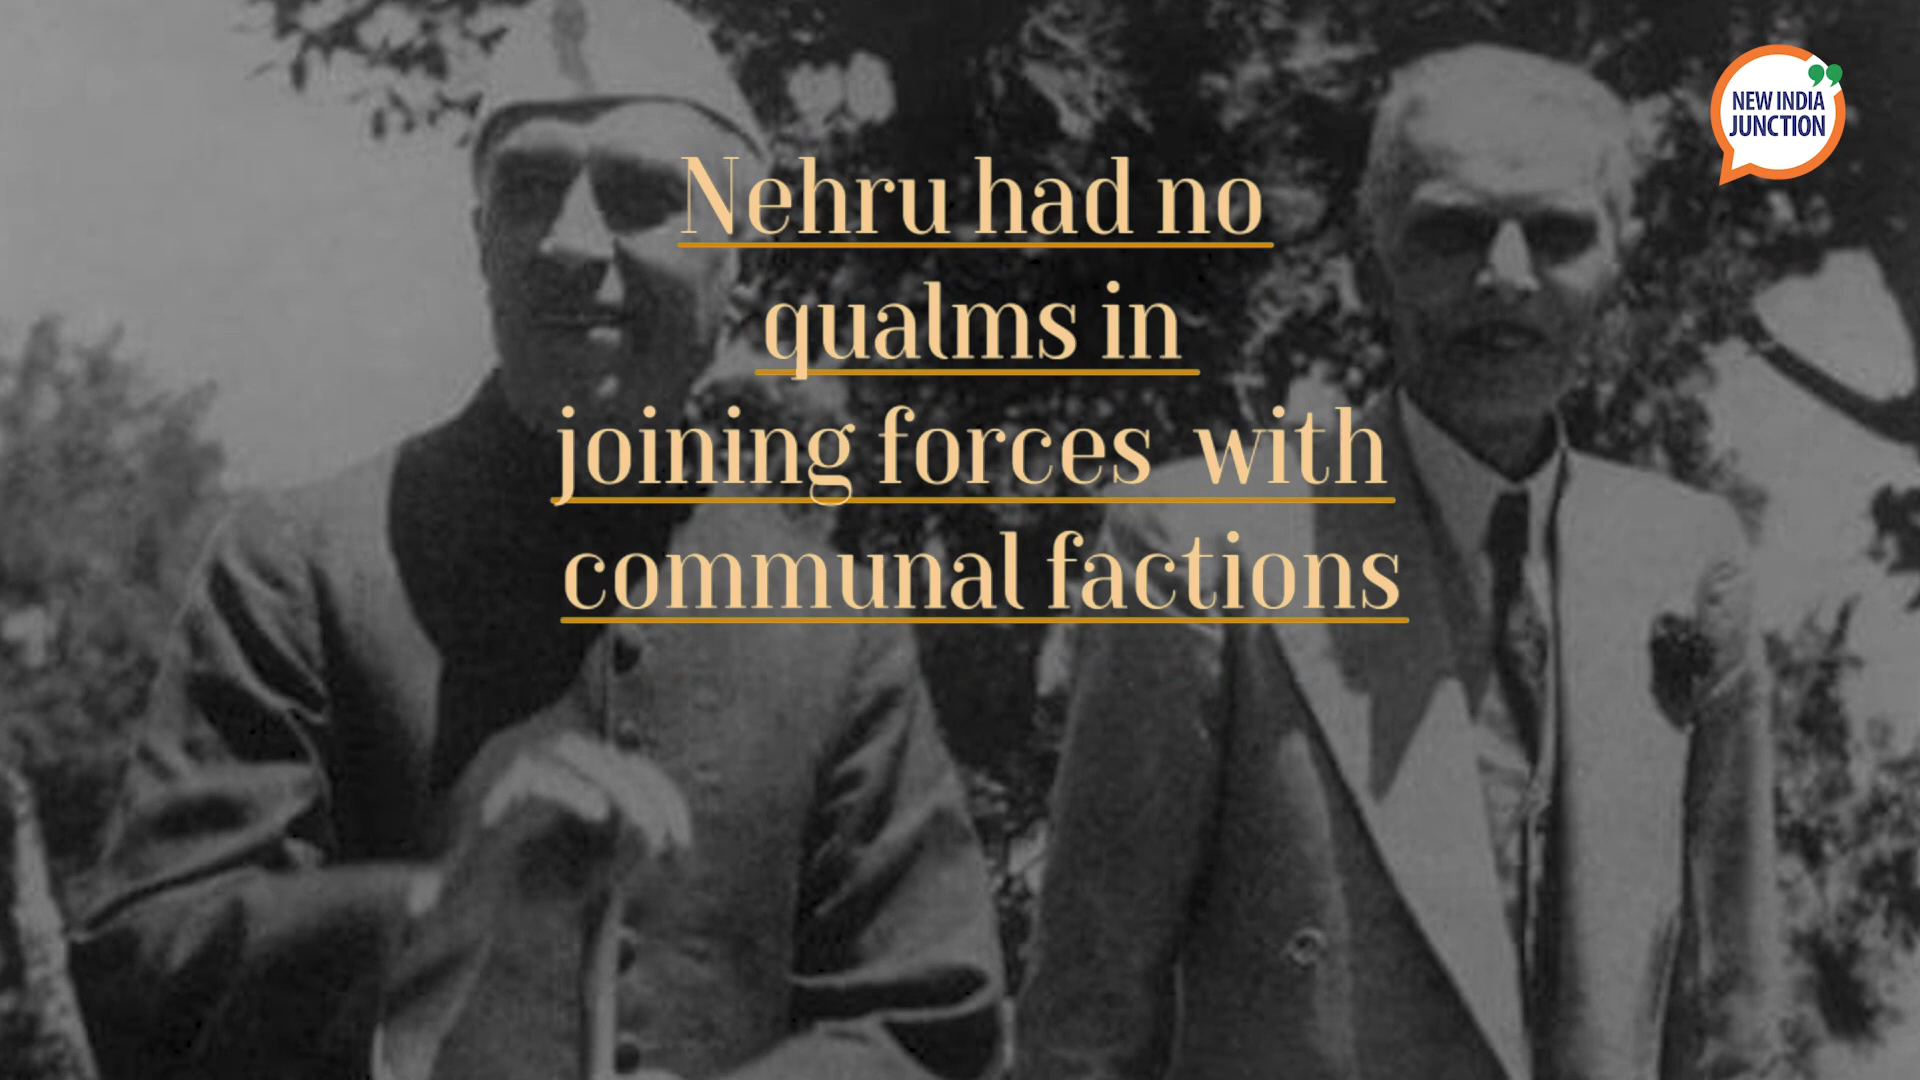 NEW INDIA
JUNCTION
Nehru had no
qualms in
joining forces with
communal factions